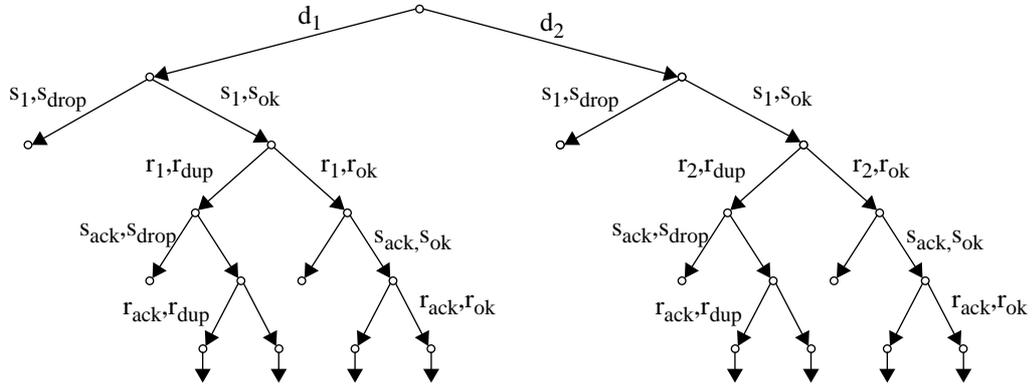 d1
d2
s1,sdrop
s1,sok
s1,sdrop
s1,sok
r1,rdup
r1,rok
r2,rdup
r2,rok
sack,sdrop
sack,sok
sack,sdrop
sack,sok
rack,rdup
rack,rok
rack,rdup
rack,rok